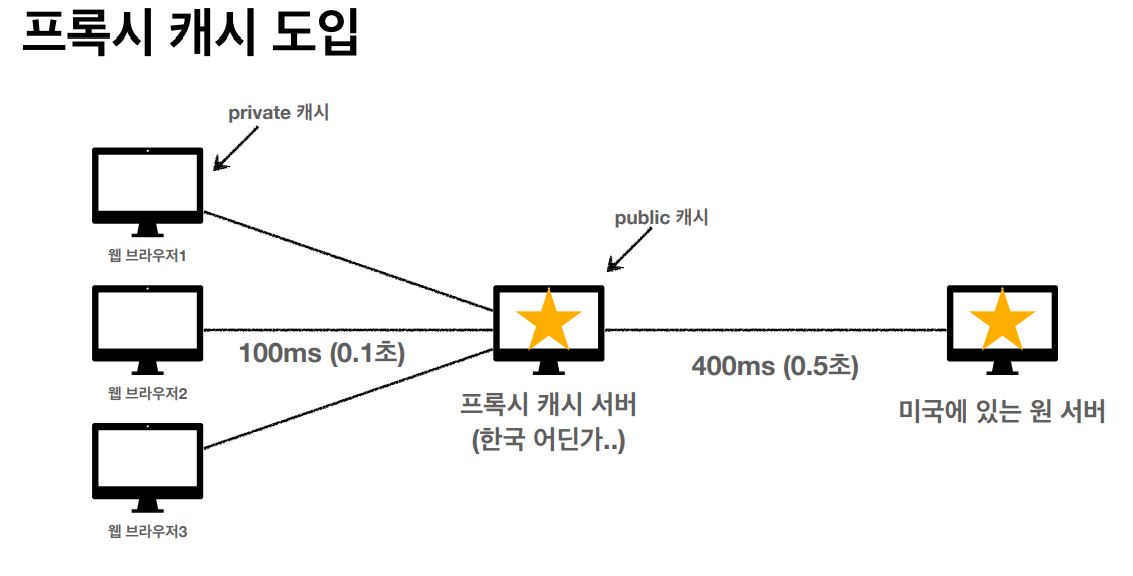 프록시 캐시 도입
private 캐시
public 캐시
웹 브라우저1
웹 브라우저2
100ms (0.1초)
400ms (0.5초)
프록시 캐시 서버
(한국 어딘가..)
미국에 있는 원 서버
웹 브라우저3